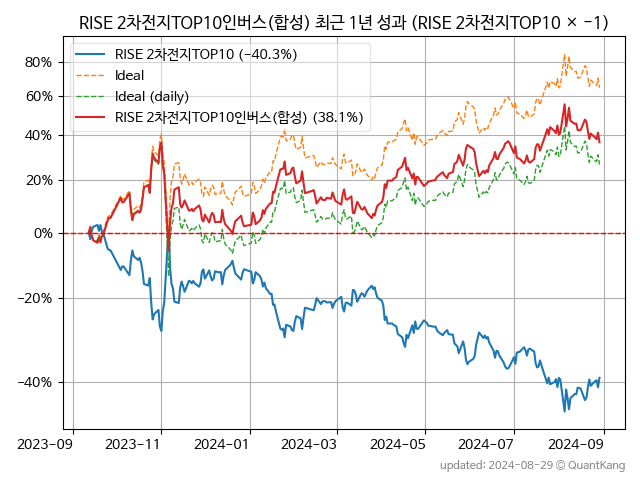 RISE 2차전지TOP10인버스(합성) 최근 1년 성과 (RISE 2차전지TOP10 × −1)
RISE 2차전지TOP10 (−40.3%)
Ideal
Ideal (daily)
RISE 2차전지TOP10인버스(합성) (38.1%)
80%
60%
40%
20%
0%
−20%
−40%
2023−09 2023−11 2024−01 2024−03 2024−05 2024−07 2024−09
updated: 2024-08-29 © QuantKang